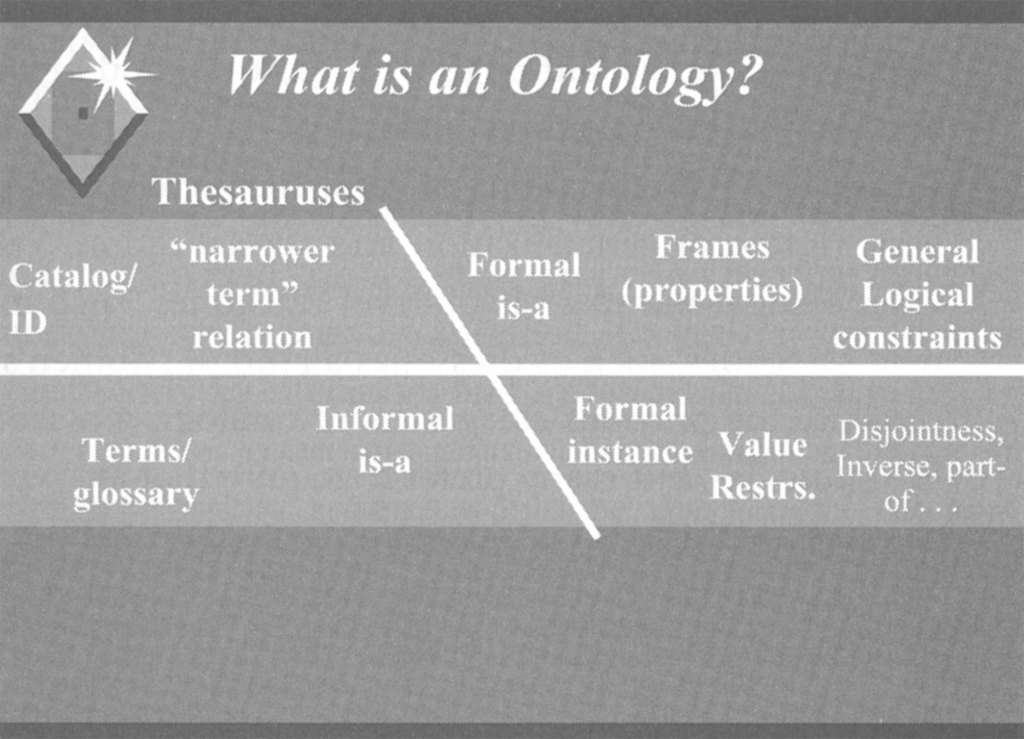 What is an Ontology?
Thesauruses
Catalog/
ID
“narrower
term”
relation
Formal
is-a
Frames
(properties)
General
Logical
constraints
Terms/
glossary
Informal
is-a
Formal
instance
Value
Restrs.
Disjointness,
Inverse, part-
of . . .